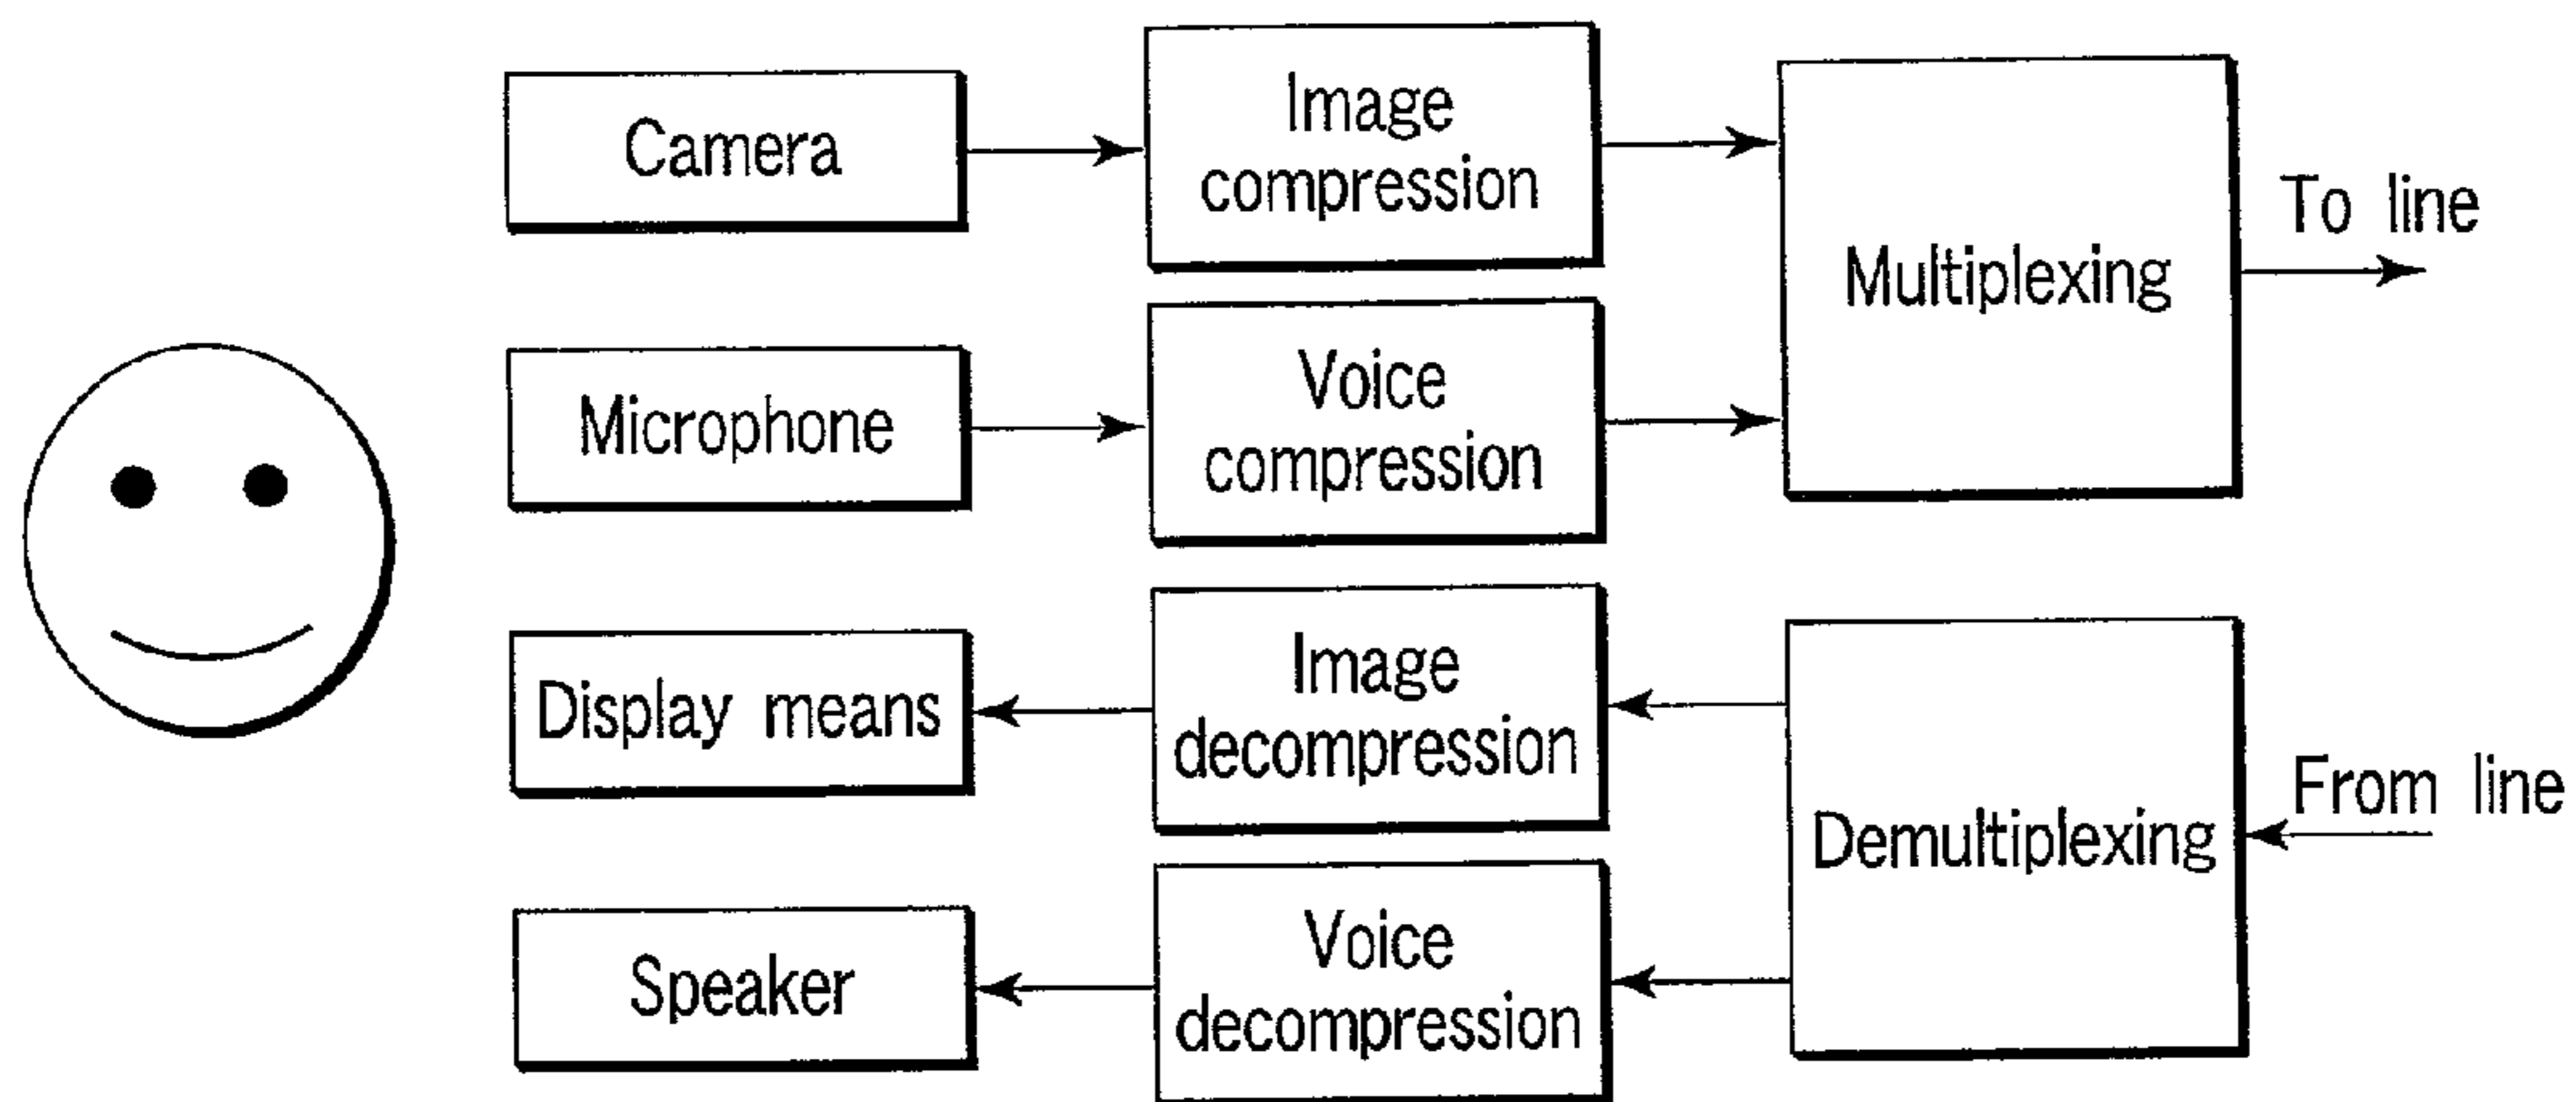 Camera
Image
compression
Multiplexing
To line
Microphone
Voice
compression
Display means
Image
decompression
Demultiplexing
From line
Speaker
Voice
decompression